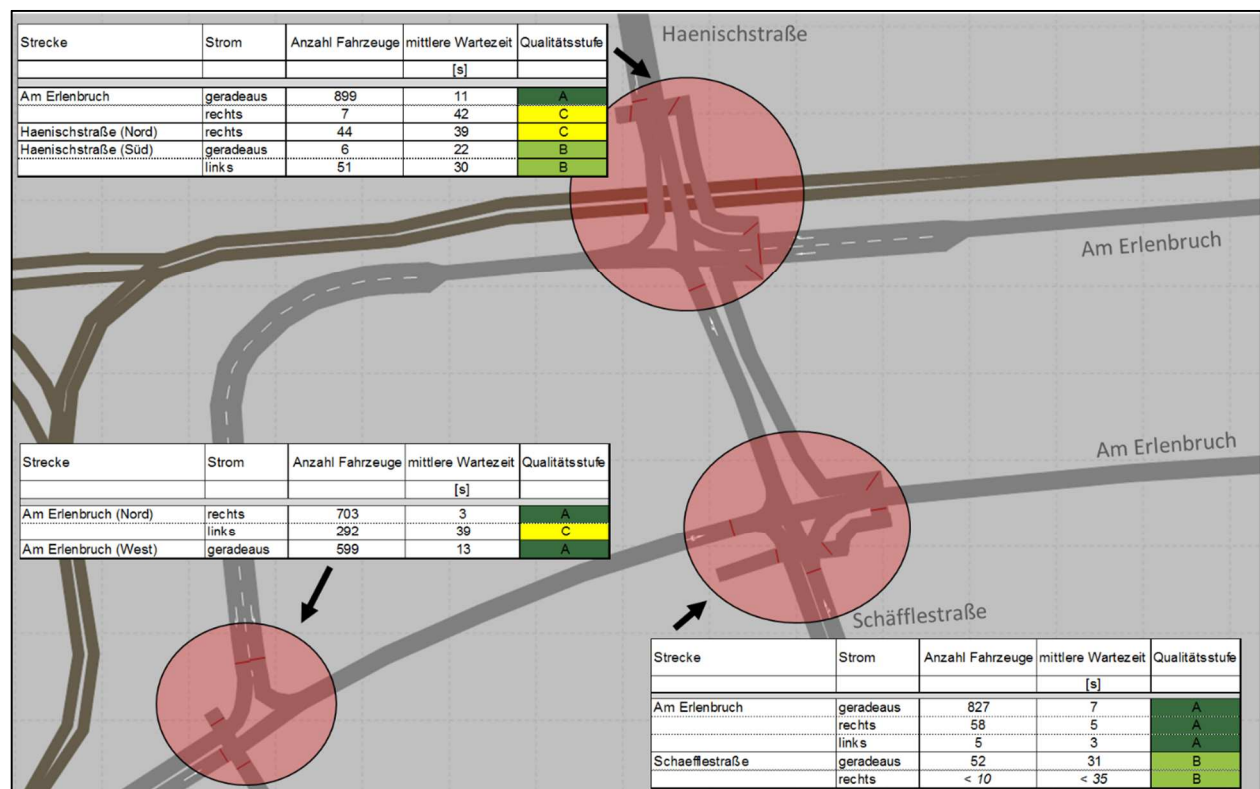 Haenischstraße
Strecke Strom Anzahl Fahrzeuge mittlere Wartezeit Qualitätsstufe
[s]
Am Erlenbruch geradeaus 899 11 A
rechts 7 42 C
Haenischstraße (Nord) rechts 44 39 C
Haenischstraße (Süd) geradeaus 6 22 B
links 51 30 B
Am Erlenbruch
Am Erlenbruch
Strecke Strom Anzahl Fahrzeuge mittlere Wartezeit Qualitätsstufe
[s]
Am Erlenbruch (Nord) rechts 703 3 A
links 292 39 C
Am Erlenbruch (West) geradeaus 599 13 A
Schäfflestraße
Strecke Strom Anzahl Fahrzeuge mittlere Wartezeit Qualitätsstufe
[s]
Am Erlenbruch geradeaus 827 7 A
rechts 58 5 A
links 5 3 A
Schaefflestraße geradeaus 52 31 B
rechts < 10 < 35 B